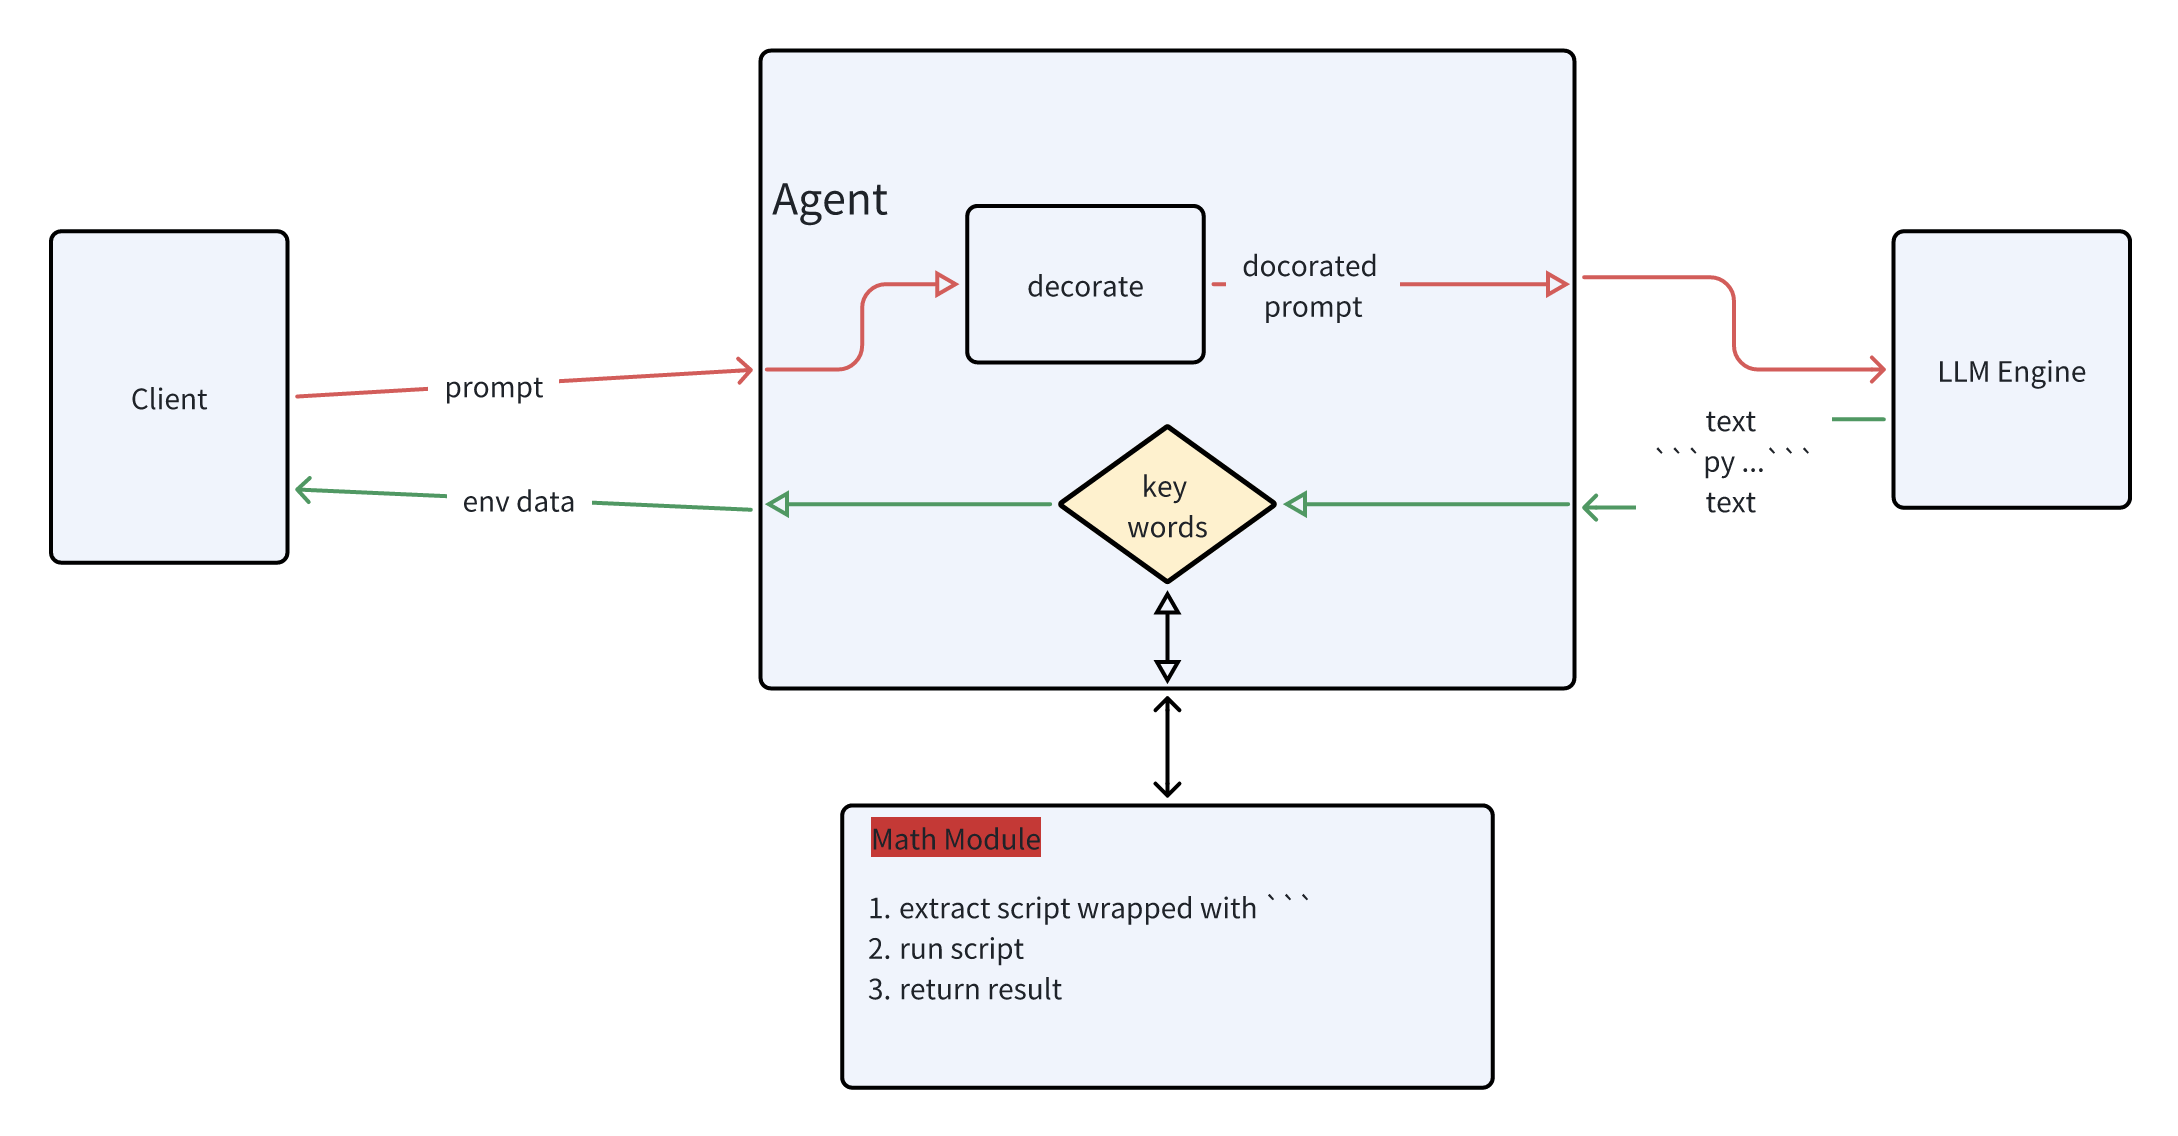 Agent
decorate
docorated
prompt
Client
prompt
LLM Engine
text
```py ...```
text
key
words
env data
Math Module
1. extract script wrapped with ```
2. run script
3. return result